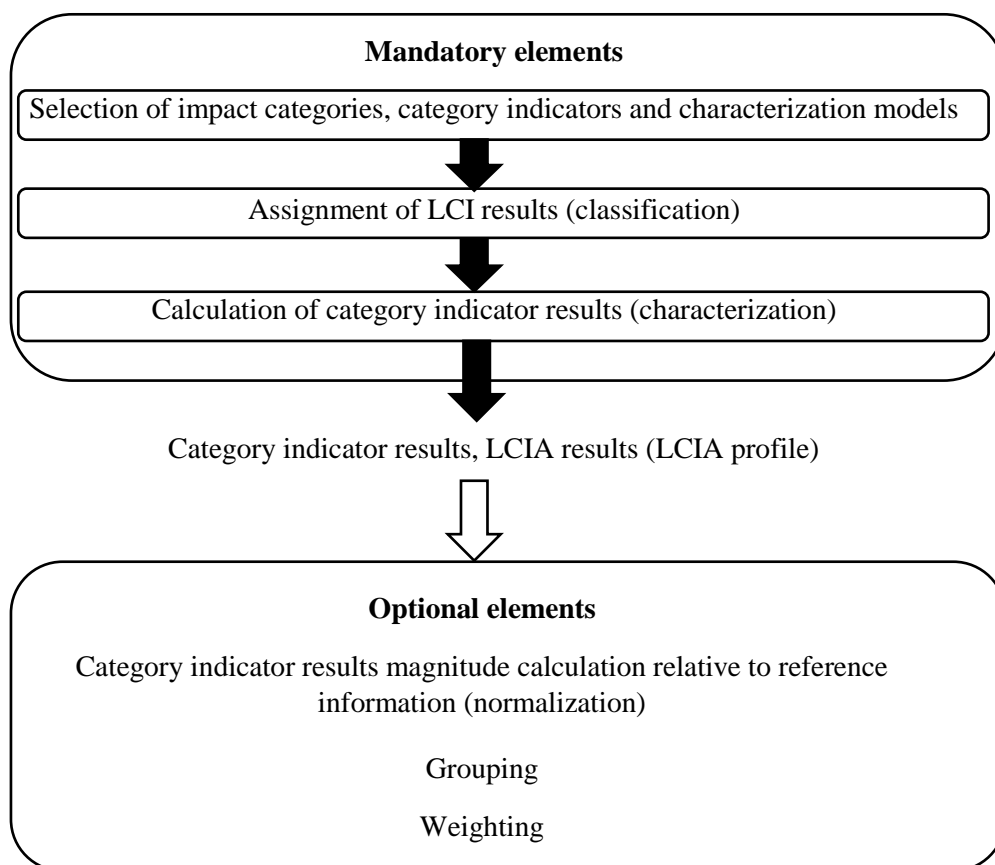 Mandatory elements
Selection of impact categories, category indicators and characterization models
Assignment of LCI results (classification)
Calculation of category indicator results (characterization)
Category indicator results, LCIA results (LCIA profile)
Optional elements
Category indicator results magnitude calculation relative to reference
information (normalization)
Grouping
Weighting